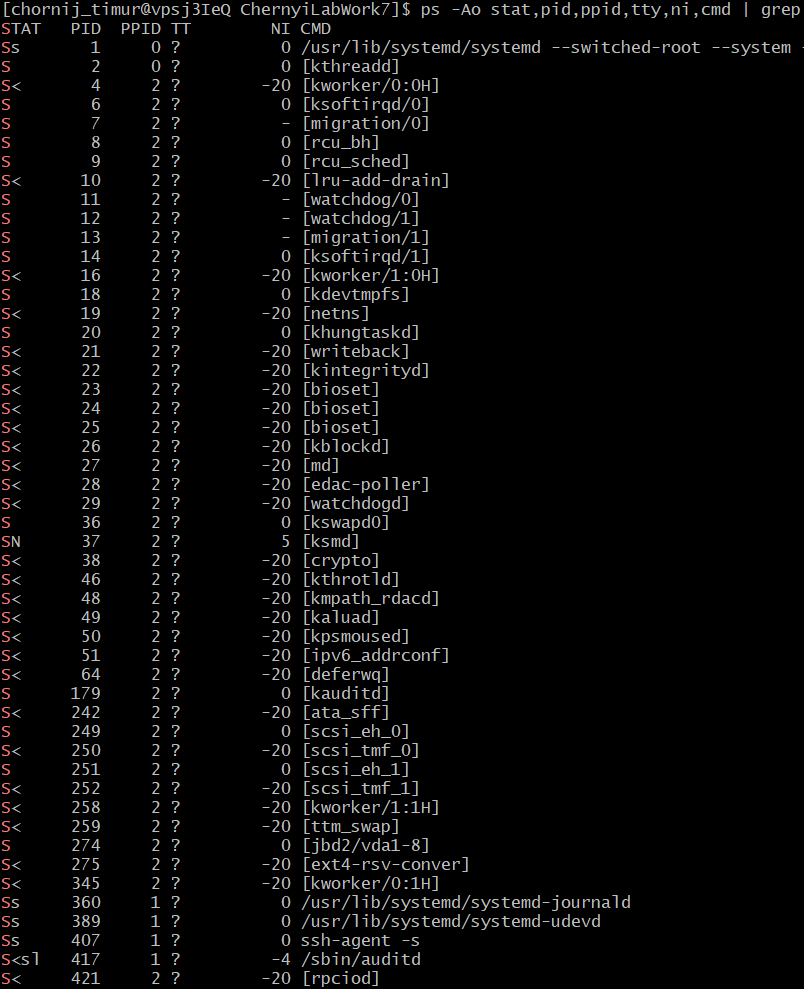 [chornij_timur@vpsj3IeQ ChernyiLabWork7]$ ps -Ao stat,pid,ppid,tty,ni,cmd | grep
STAT PID PPID TT NI CMD
Ss 1 0 ? 0 /usr/lib/systemd/systemd --switched-root --system -
S 2 0 ? 0 [kthreadd]
S< 4 2 ? -20 [kworker/0:0H]
S 6 2 ? 0 [ksoftirqd/0]
S 7 2 ? - [migration/0]
S 8 2 ? 0 [rcu_bh]
S 9 2 ? 0 [rcu_sched]
S< 10 2 ? -20 [lru-add-drain]
S 11 2 ? - [watchdog/0]
S 12 2 ? - [watchdog/1]
S 13 2 ? - [migration/1]
S 14 2 ? 0 [ksoftirqd/1]
S< 16 2 ? -20 [kworker/1:0H]
S 18 2 ? 0 [kdevtmpfs]
S< 19 2 ? -20 [netns]
S 20 2 ? 0 [khungtaskd]
S< 21 2 ? -20 [writeback]
S< 22 2 ? -20 [kintegrityd]
S< 23 2 ? -20 [bioset]
S< 24 2 ? -20 [bioset]
S< 25 2 ? -20 [bioset]
S< 26 2 ? -20 [kblockd]
S< 27 2 ? -20 [md]
S< 28 2 ? -20 [edac-poller]
S< 29 2 ? -20 [watchdogd]
S 36 2 ? 0 [kswapd0]
SN 37 2 ? 5 [ksmd]
S< 38 2 ? -20 [crypto]
S< 46 2 ? -20 [kthrotld]
S< 48 2 ? -20 [kmpath_rdacd]
S< 49 2 ? -20 [kaluad]
S< 50 2 ? -20 [kpsmoused]
S< 51 2 ? -20 [ipv6_addrconf]
S< 64 2 ? -20 [deferwq]
S 179 2 ? 0 [kauditd]
S< 242 2 ? -20 [ata_sff]
S 249 2 ? 0 [scsi_eh_0]
S< 250 2 ? -20 [scsi_tmf_0]
S 251 2 ? 0 [scsi_eh_1]
S< 252 2 ? -20 [scsi_tmf_1]
S< 258 2 ? -20 [kworker/1:1H]
S< 259 2 ? -20 [ttm_swap]
S 274 2 ? 0 [jbd2/vda1-8]
S< 275 2 ? -20 [ext4-rsv-conver]
S< 345 2 ? -20 [kworker/0:1H]
Ss 360 1 ? 0 /usr/lib/systemd/systemd-journald
Ss 389 1 ? 0 /usr/lib/systemd/systemd-udevd
Ss 407 1 ? 0 ssh-agent -s
S<sl 417 1 ? -4 /sbin/auditd
S< 421 2 ? -20 [rpciod]